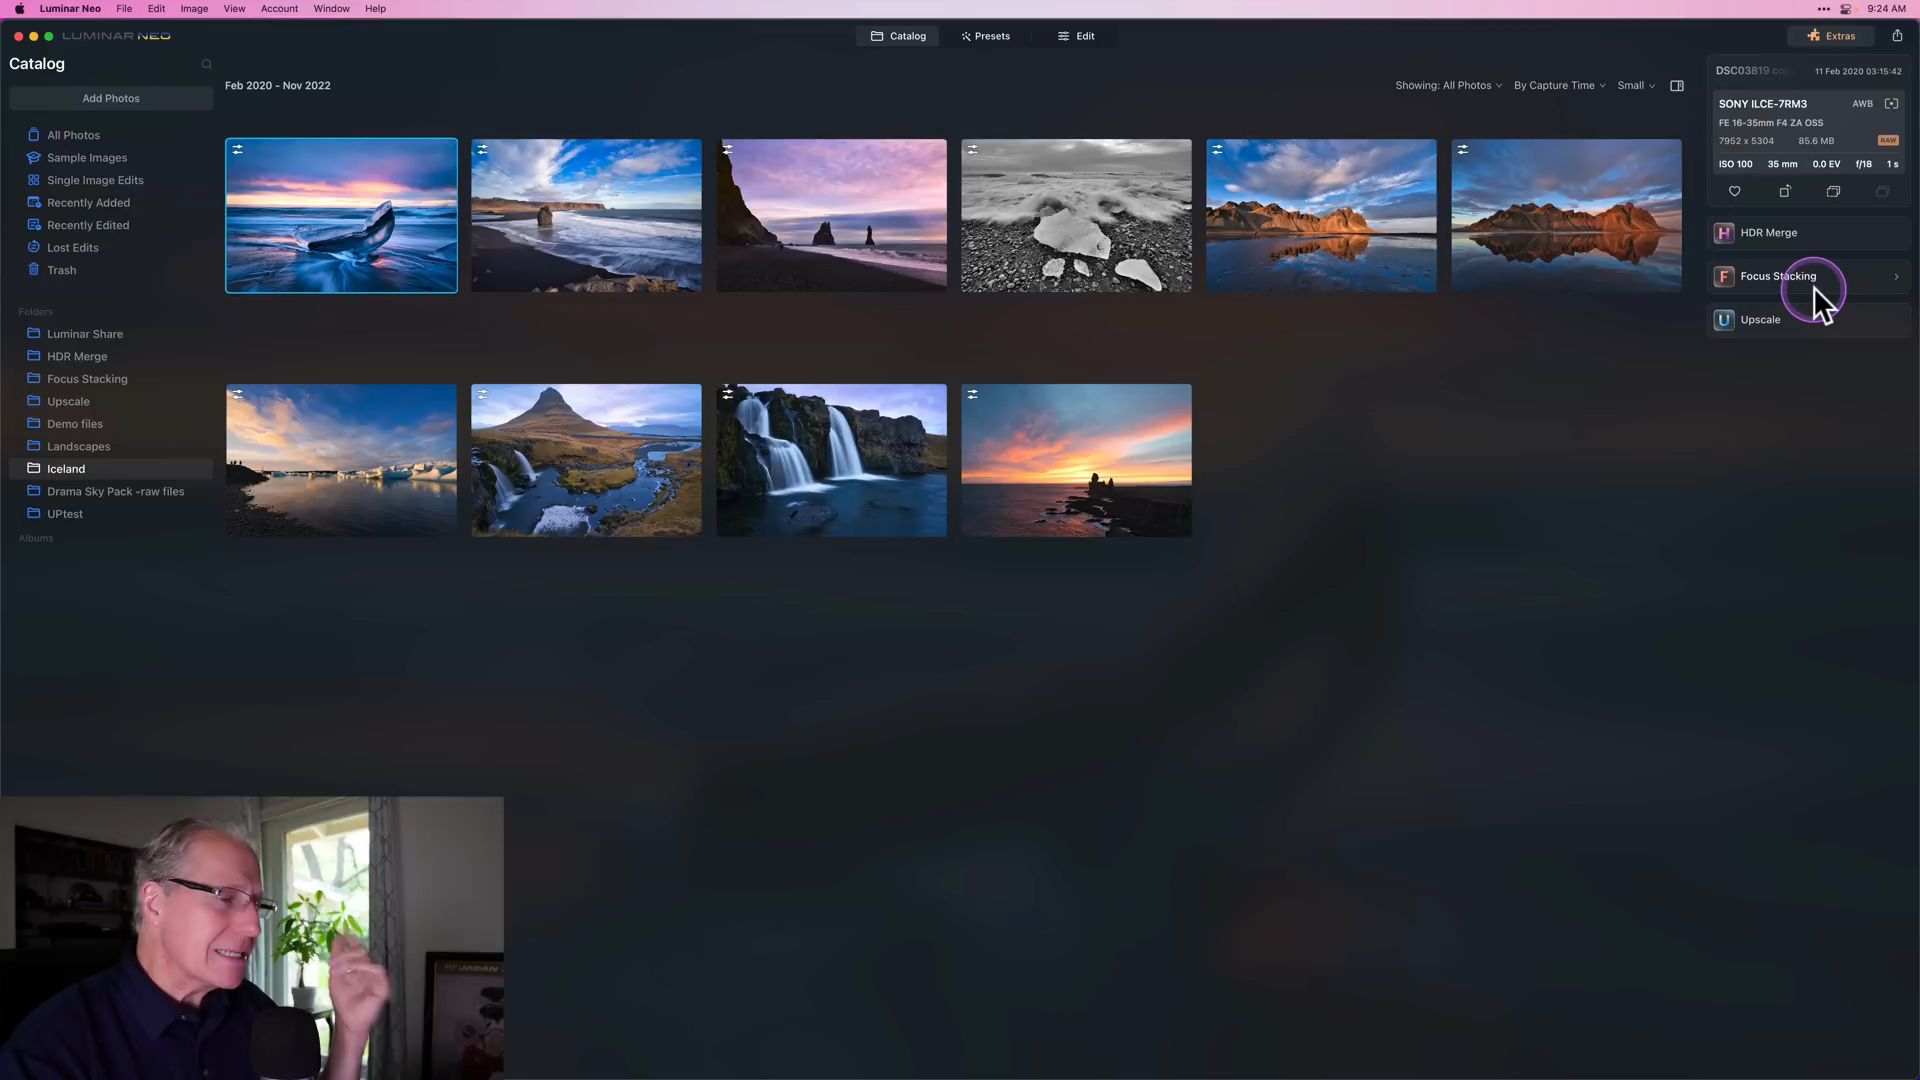 Luminar Neo File Edit Image View Account Window Help 9:24 AM
LUMINAR NEO
Catalog Presets Edit
Extras
Catalog
Add Photos
All Photos
Sample Images
Single Image Edits
Recently Added
Recently Edited
Lost Edits
Trash
Folders
Luminar Share
HDR Merge
Focus Stacking
Upscale
Demo files
Landscapes
Iceland
Drama Sky Pack -raw files
UPtest
Albums
Feb 2020 - Nov 2022
Showing: All Photos By Capture Time Small
DSC03819 11 Feb 2020 03:15:42
SONY ILCE-7RM3 AWB
FE 16-35mm F4 ZA OSS
7952 x 5304 85.6 MB RAW
ISO 100 35 mm 0.0 EV f/18 1 s
H HDR Merge
F Focus Stacking
U Upscale